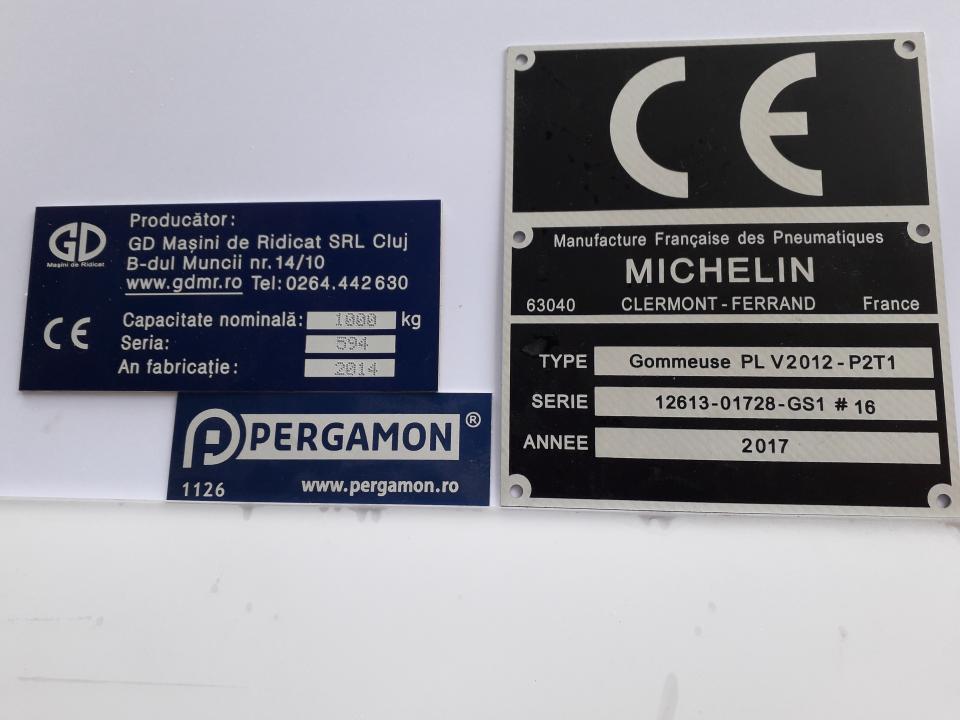 GD
Mașini de Ridicat
Producător:
GD Mașini de Ridicat SRL Cluj
B-dul Muncii nr.14/10
www.gdmr.ro Tel:0264.442630
CE
Capacitate nominală: 1000 kg
Seria: 594
An fabricație: 2014
PERGAMON®
1126 www.pergamon.ro
CE
Manufacture Française des Pneumatiques
MICHELIN
63040 CLERMONT-FERRAND France
TYPE Gommeuse PL V2012-P2T1
SERIE 12613-01728-GS1 # 16
ANNEE 2017